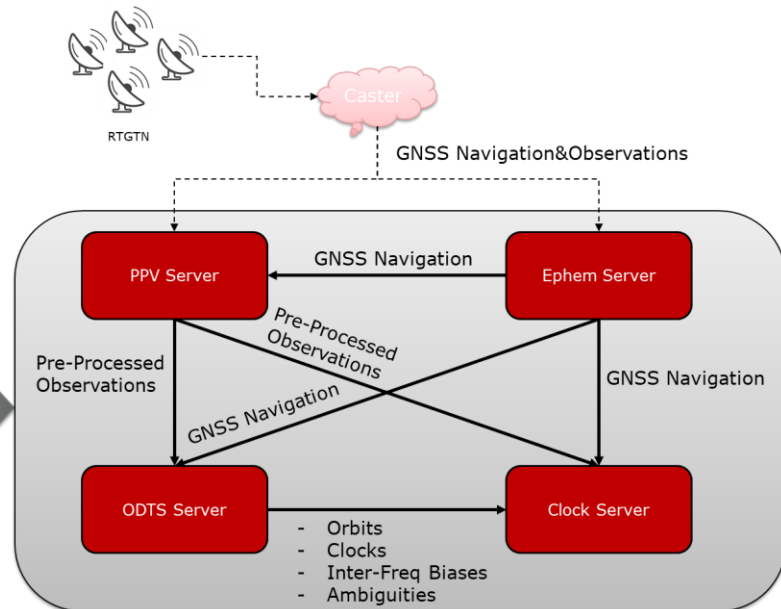 RTGTN
Caster
GNSS Navigation&Observations
PPV Server
GNSS Navigation
Ephem Server
Pre-Processed
Observations
Pre-Processed
Observations
GNSS Navigation
GNSS Navigation
ODTS Server
Clock Server
- Orbits
- Clocks
- Inter-Freq Biases
- Ambiguities